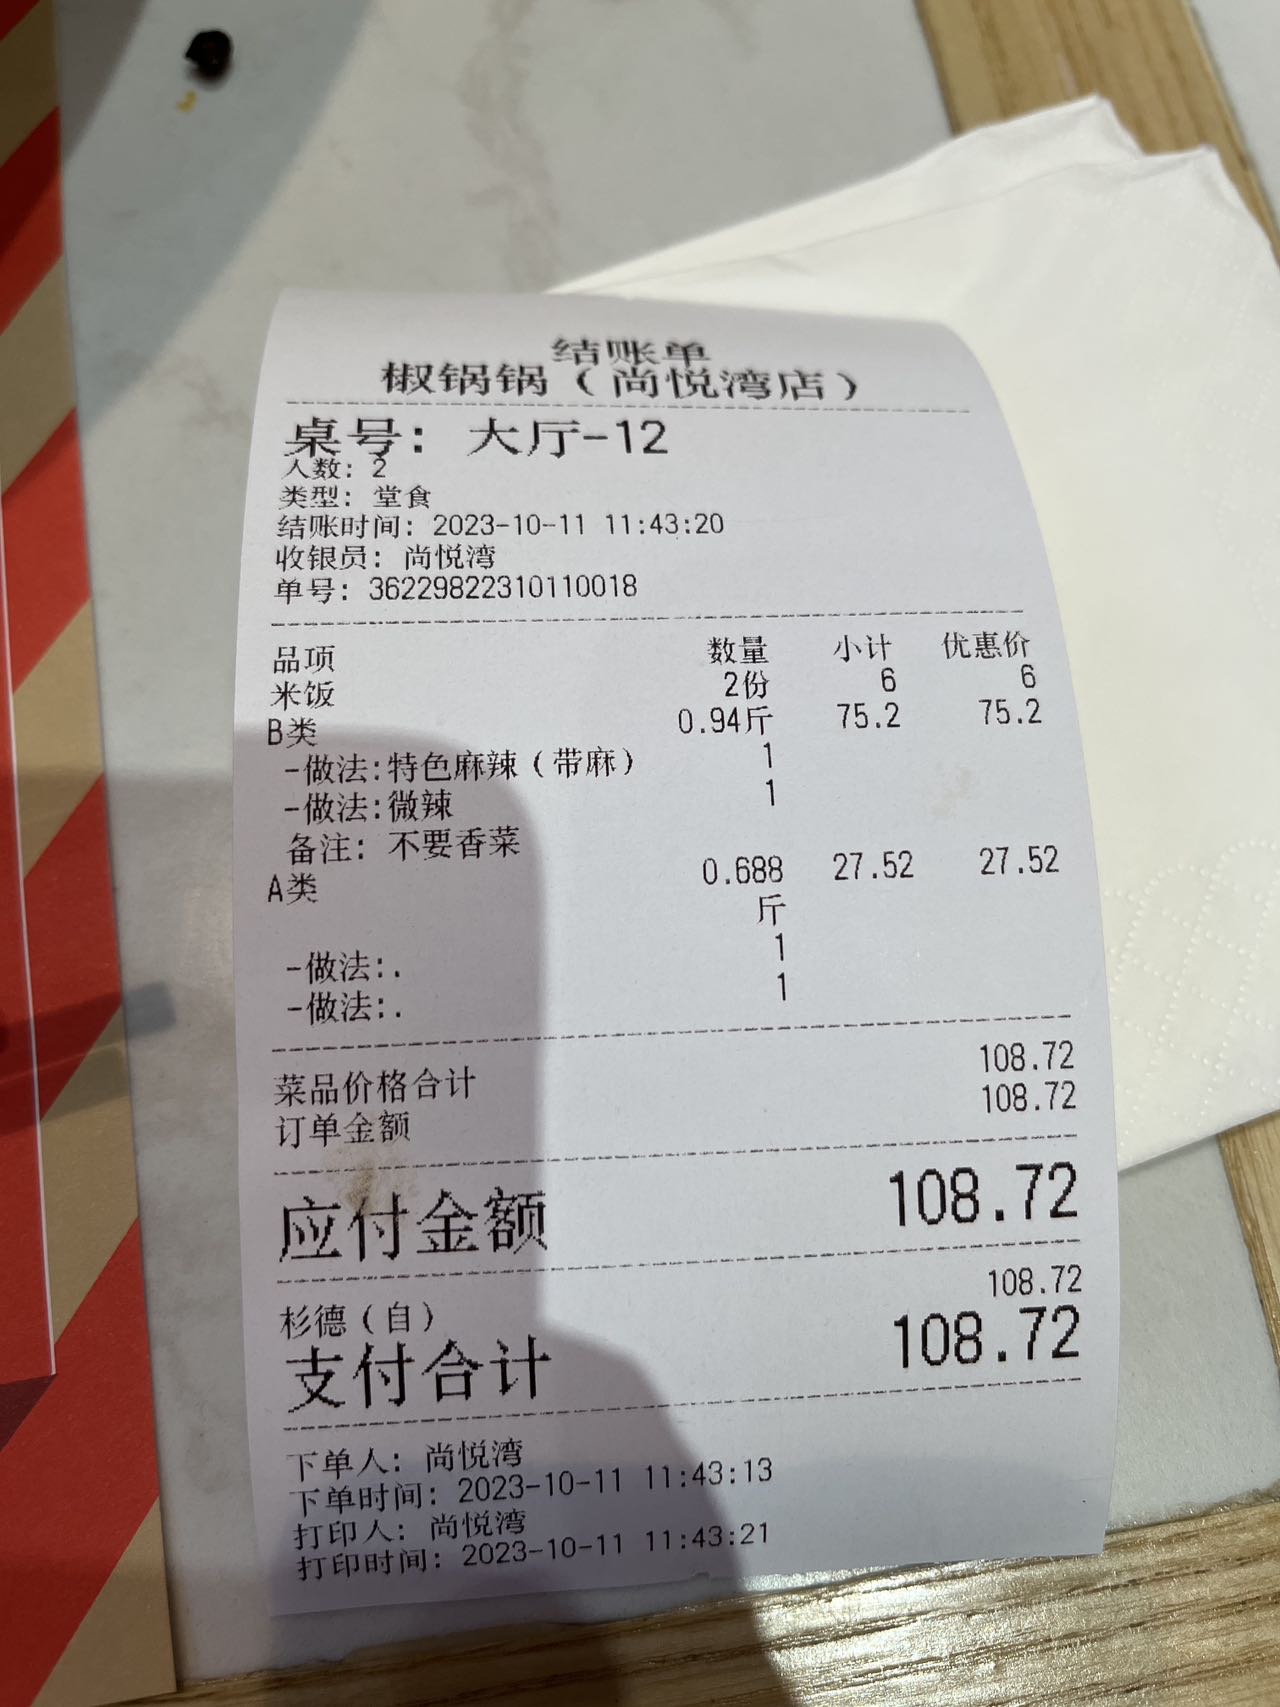 结账单
椒锅锅（尚悦湾店）
桌号: 大厅-12
人数: 2
类型: 堂食
结账时间: 2023-10-11 11:43:20
收银员: 尚悦湾
单号: 36229822310110018
品项 数量 小计 优惠价
米饭 2份 6 6
B类 0.94斤 75.2 75.2
-做法:特色麻辣（带麻） 1
-做法:微辣 1
备注: 不要香菜
A类 0.688 27.52 27.52
斤
-做法:. 1
-做法:. 1
菜品价格合计 108.72
订单金额 108.72
应付金额 108.72
杉德（自） 108.72
支付合计 108.72
下单人: 尚悦湾
下单时间: 2023-10-11 11:43:13
打印人: 尚悦湾
打印时间: 2023-10-11 11:43:21